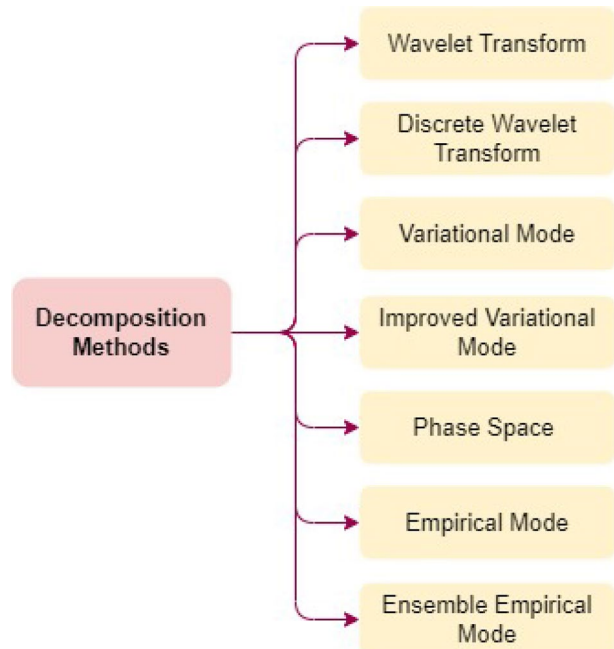 Wavelet Transform
Discrete Wavelet
Transform
Variational Mode
Decomposition
Methods
Improved Variational
Mode
Phase Space
Empirical Mode
Ensemble Empirical
Mode